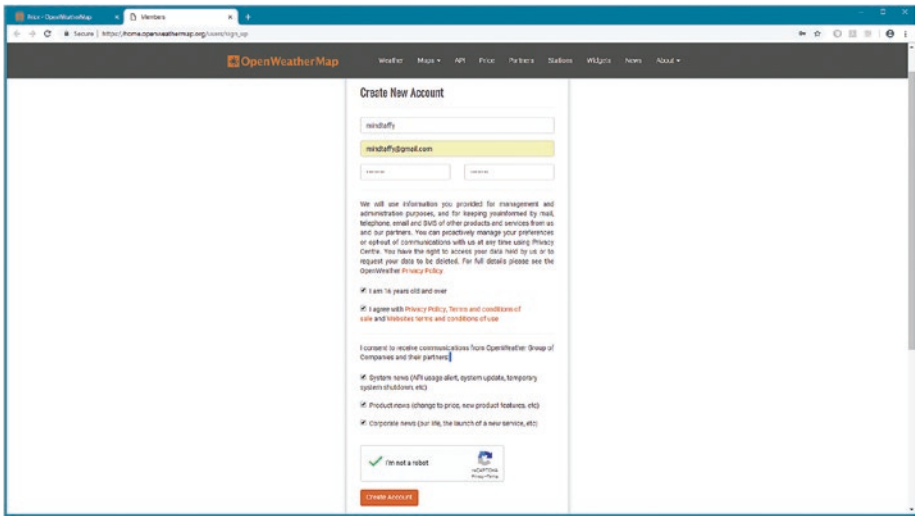 Price - OpenWeatherMap
Members
Secure | https://home.openweathermap.org/users/sign_up
OpenWeatherMap
Weather Maps API Price Partners Stations Widgets News About
Create New Account
mindtaffy
mindtaffy@gmail.com
We will use information you provided for management and
administration purposes, and for keeping youinformed by mail,
telephone, email and SMS of other products and services from us
and our partners. You can proactively manage your preferences
or opt-out of communications with us at any time using Privacy
Centre. You have the right to access your data held by us or to
request your data to be deleted. For full details please see the
OpenWeather Privacy Policy
I am 16 years old and over
I agree with Privacy Policy, Terms and conditions of
sale and Websites terms and conditions of use
I consent to receive communications from OpenWeather Group of
Companies and their partners:
System news (API usage alert, system update, temporary
system shutdown, etc)
Product news (change to price, new product features, etc)
Corporate news (our life, the launch of a new service, etc)
I'm not a robot
reCAPTCHA
Privacy - Terms
Create Account